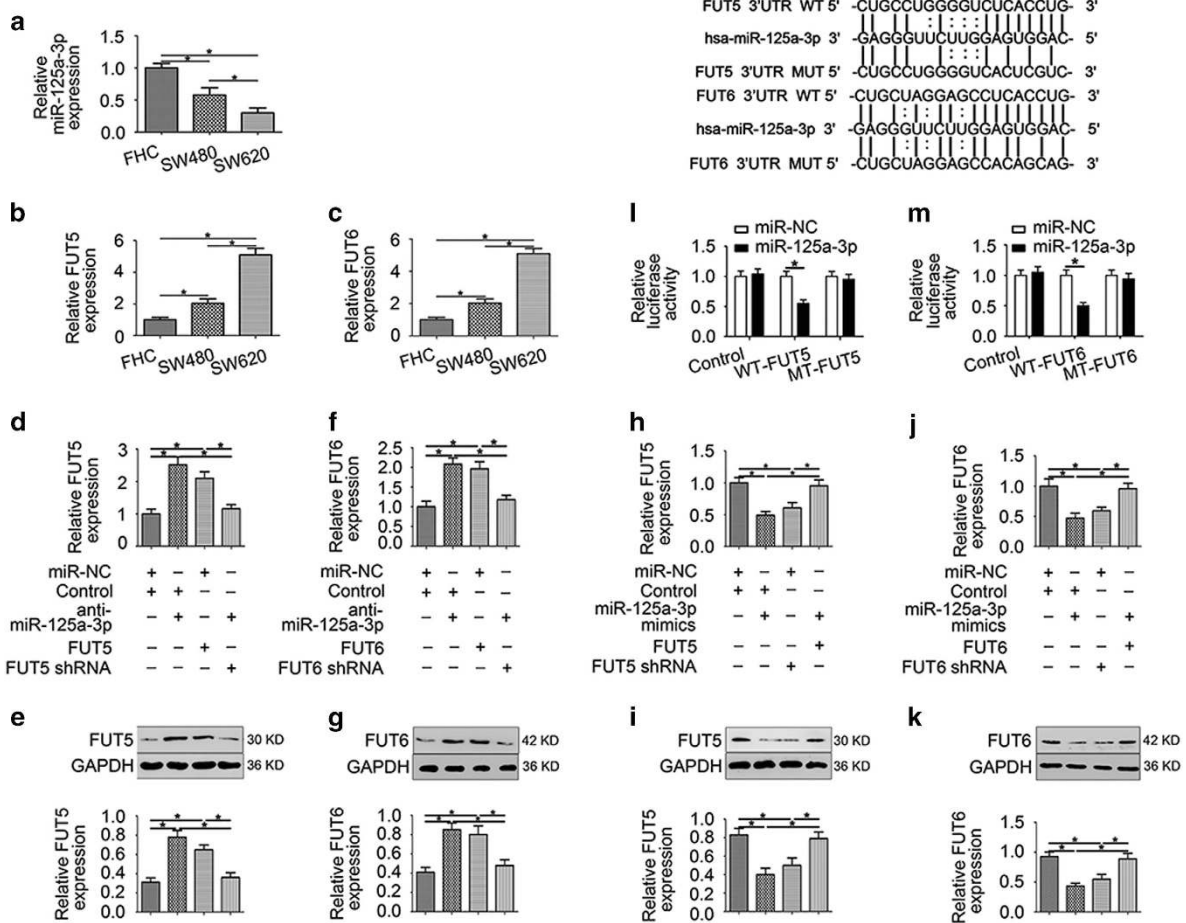 a
Relative miR-125a-3p expression
1.5
1.0
0.5
0.0
* * *
FHC SW480 SW620
FUT5 3'UTR WT 5' -CUGCCUGGGGUCUCACCUG- 3'
hsa-miR-125a-3p 3' -GAGGGUUCUUGGAGUGGAC- 5'
FUT5 3'UTR MUT 5' -CUGCCUGGGGUCACUCGUC- 3'
FUT6 3'UTR WT 5' -CUGCUAGGAGCCUCACCUG- 3'
hsa-miR-125a-3p 3' -GAGGGUUCUUGGAGUGGAC- 5'
FUT6 3'UTR MUT 5' -CUGCUAGGAGCCACAGCAG- 3'
b
Relative FUT5 expression
6
4
2
0
* * *
FHC SW480 SW620
c
Relative FUT6 expression
6
4
2
0
* * *
FHC SW480 SW620
l
miR-NC
miR-125a-3p
Relative luciferase activity
1.5
1.0
0.5
0.0
*
Control WT-FUT5 MT-FUT5
m
miR-NC
miR-125a-3p
Relative luciferase activity
1.5
1.0
0.5
0.0
*
Control WT-FUT6 MT-FUT6
d
Relative FUT5 expression
3
2
1
0
* * * *
miR-NC + − + −
Control + + − −
anti-miR-125a-3p − + − +
FUT5 − − + −
FUT5 shRNA − − − +
f
Relative FUT6 expression
2.5
2.0
1.5
1.0
0.5
0.0
* * * *
miR-NC + − + −
Control + + − −
anti-miR-125a-3p − + − +
FUT6 − − + −
FUT6 shRNA − − − +
h
Relative FUT5 expression
1.5
1.0
0.5
0.0
* * * *
miR-NC + − + −
Control + + − −
miR-125a-3p mimics − + − +
FUT5 − − − +
FUT5 shRNA − − + −
j
Relative FUT6 expression
1.5
1.0
0.5
0.0
* * * *
miR-NC + − + −
Control + + − −
miR-125a-3p mimics − + − +
FUT6 − − − +
FUT6 shRNA − − + −
e
FUT5 30 KD
GAPDH 36 KD
Relative FUT5 expression
1.0
0.8
0.6
0.4
0.2
0.0
* * * *
g
FUT6 42 KD
GAPDH 36 KD
Relative FUT6 expression
1.0
0.8
0.6
0.4
0.2
0.0
* * * *
i
FUT5 30 KD
GAPDH 36 KD
Relative FUT5 expression
1.0
0.8
0.6
0.4
0.2
0.0
* * * *
k
FUT6 42 KD
GAPDH 36 KD
Relative FUT6 expression
1.5
1.0
0.5
0.0
* * * *